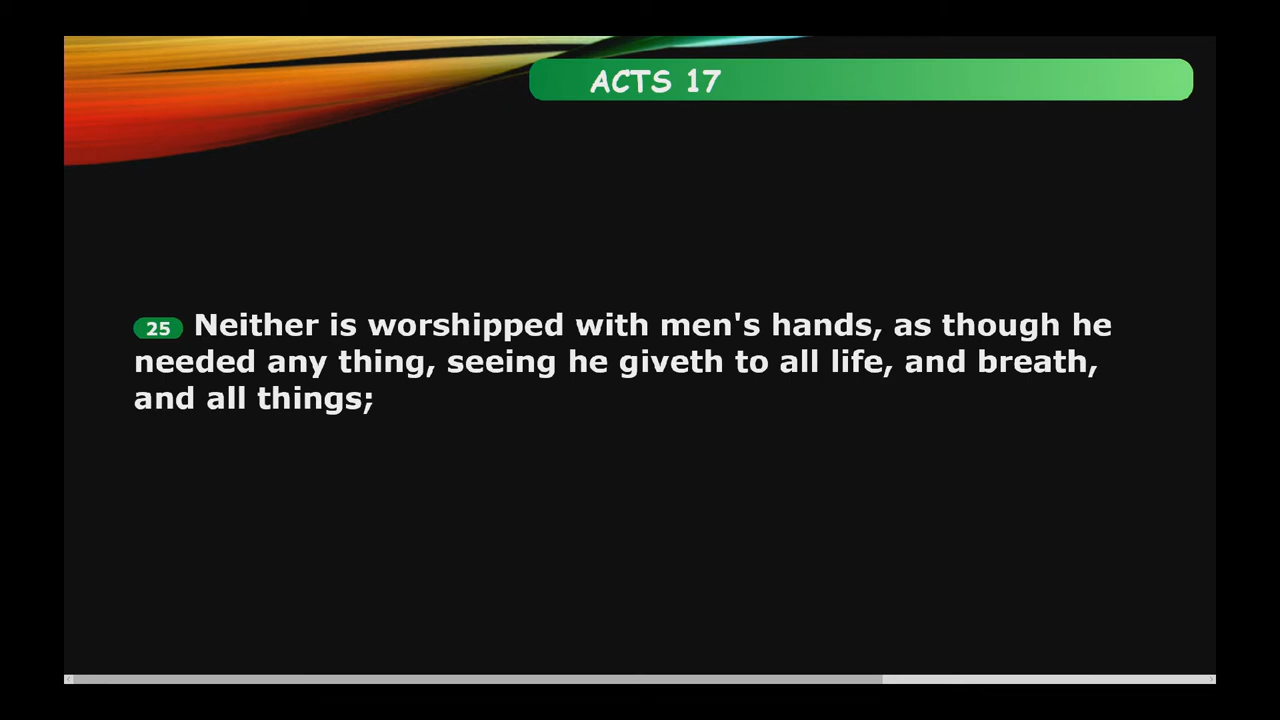 ACTS 17
25 Neither is worshipped with men's hands, as though he
needed any thing, seeing he giveth to all life, and breath,
and all things;